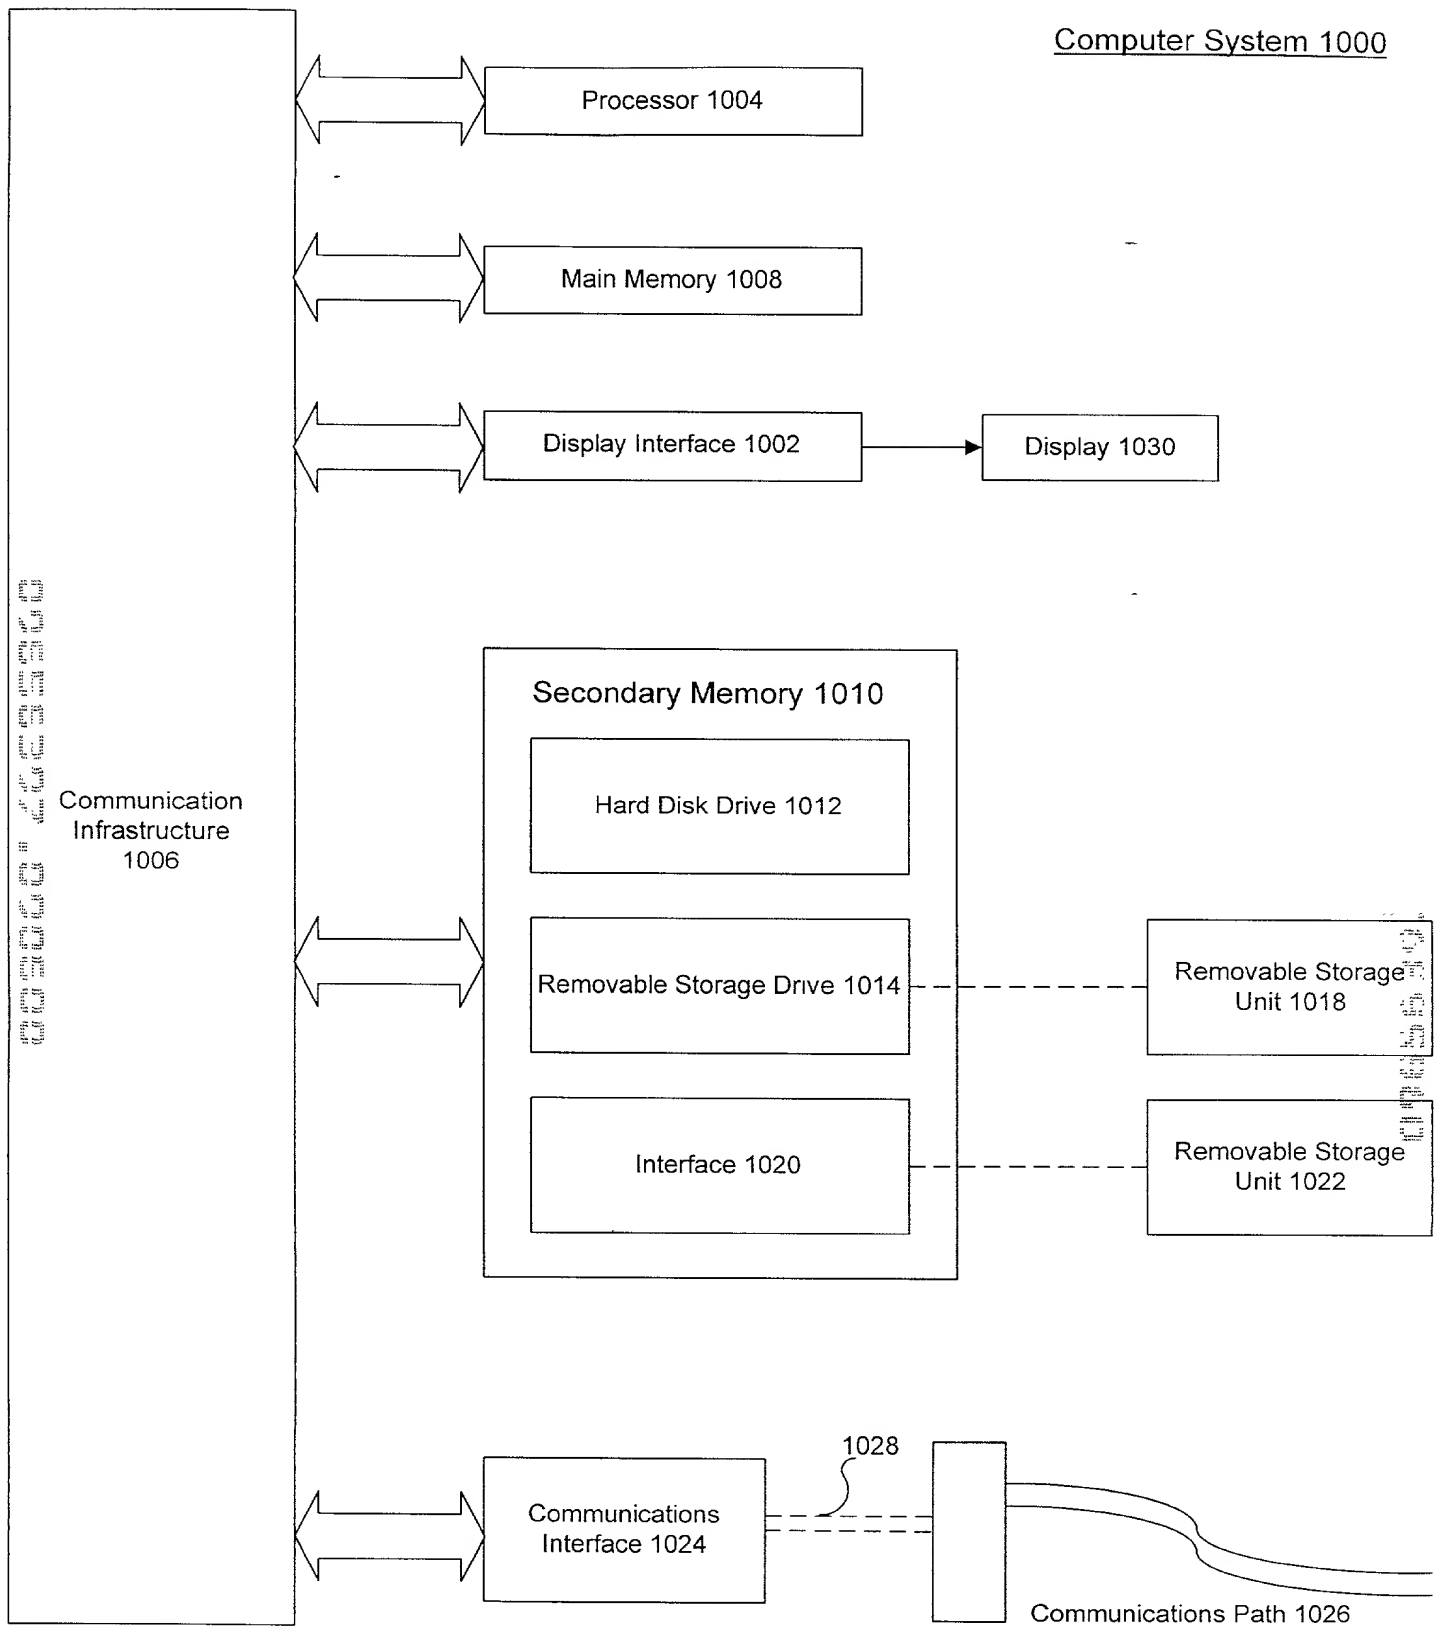 Computer System 1000
Processor 1004
Main Memory 1008
Display Interface 1002
Display 1030
Secondary Memory 1010
Hard Disk Drive 1012
Communication
Infrastructure
1006
Removable Storage Drive 1014
Removable Storage
Unit 1018
Interface 1020
Removable Storage
Unit 1022
1028
Communications
Interface 1024
Communications Path 1026